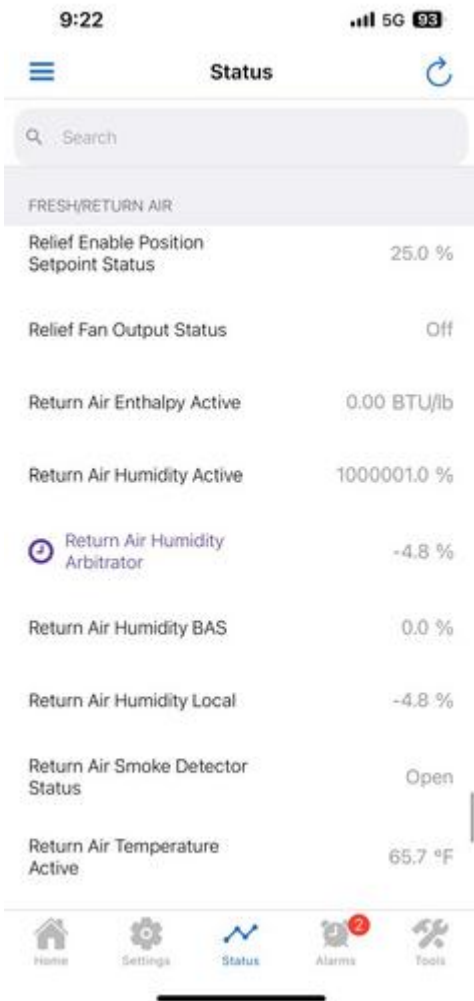 9:22
5G 93
Status
Search
FRESH/RETURN AIR
Relief Enable Position
Setpoint Status
25.0 %
Relief Fan Output Status
Off
Return Air Enthalpy Active
0.00 BTU/lb
Return Air Humidity Active
1000001.0 %
Return Air Humidity
Arbitrator
-4.8 %
Return Air Humidity BAS
0.0 %
Return Air Humidity Local
-4.8 %
Return Air Smoke Detector
Status
Open
Return Air Temperature
Active
65.7 °F
2
Home
Settings
Status
Alarms
Tools